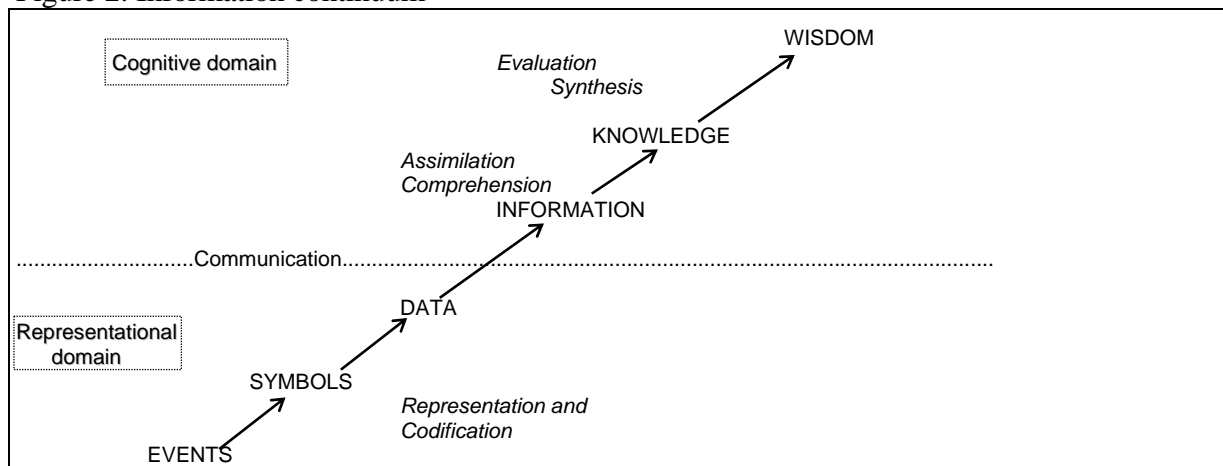 WISDOM
Cognitive domain
Evaluation
Synthesis
KNOWLEDGE
Assimilation
Comprehension
INFORMATION
..............................Communication..............................................................................................................
DATA
Representational
domain
SYMBOLS
Representation and
Codification
EVENTS